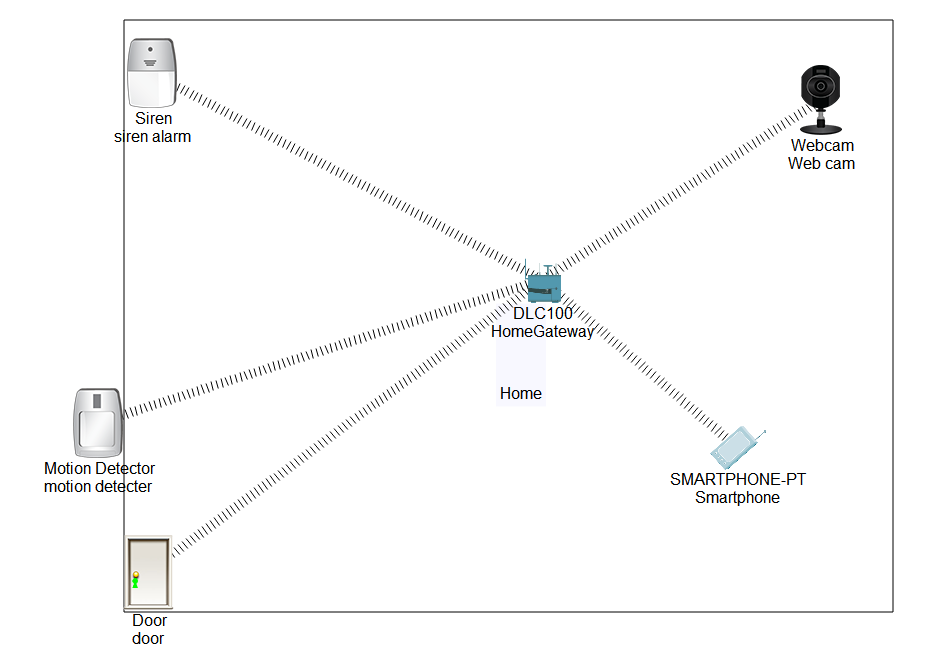 Siren
siren alarm
Webcam
Web cam
DLC100
HomeGateway
Home
Motion Detector
motion detecter
SMARTPHONE-PT
Smartphone
Door
door